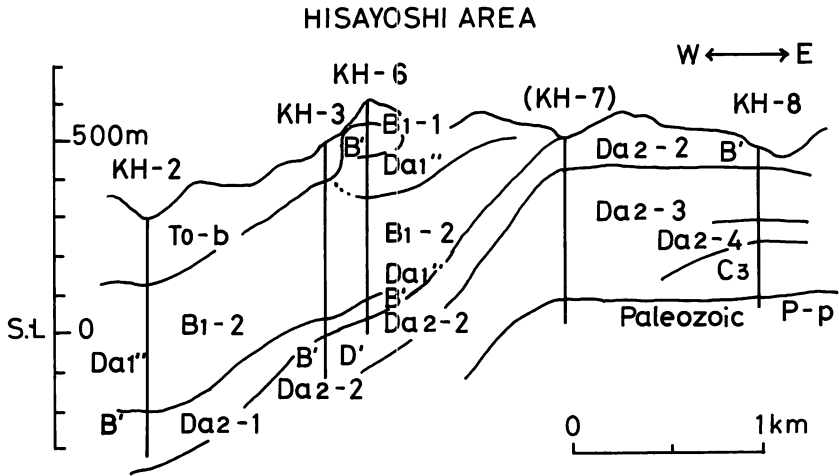 HISAYOSHI AREA
W E
KH-6
(KH-7)
KH-8
KH-3
500m
B1-1
B'
Da2-2
B'
Da1''
KH-2
Da2-3
To-b
B1-2
Da2-4
C3
Da1''
B'
Da2-2
Paleozoic
P-p
S.L 0
B1-2
Da1''
B'
D'
Da2-2
B'
Da2-1
0
1km